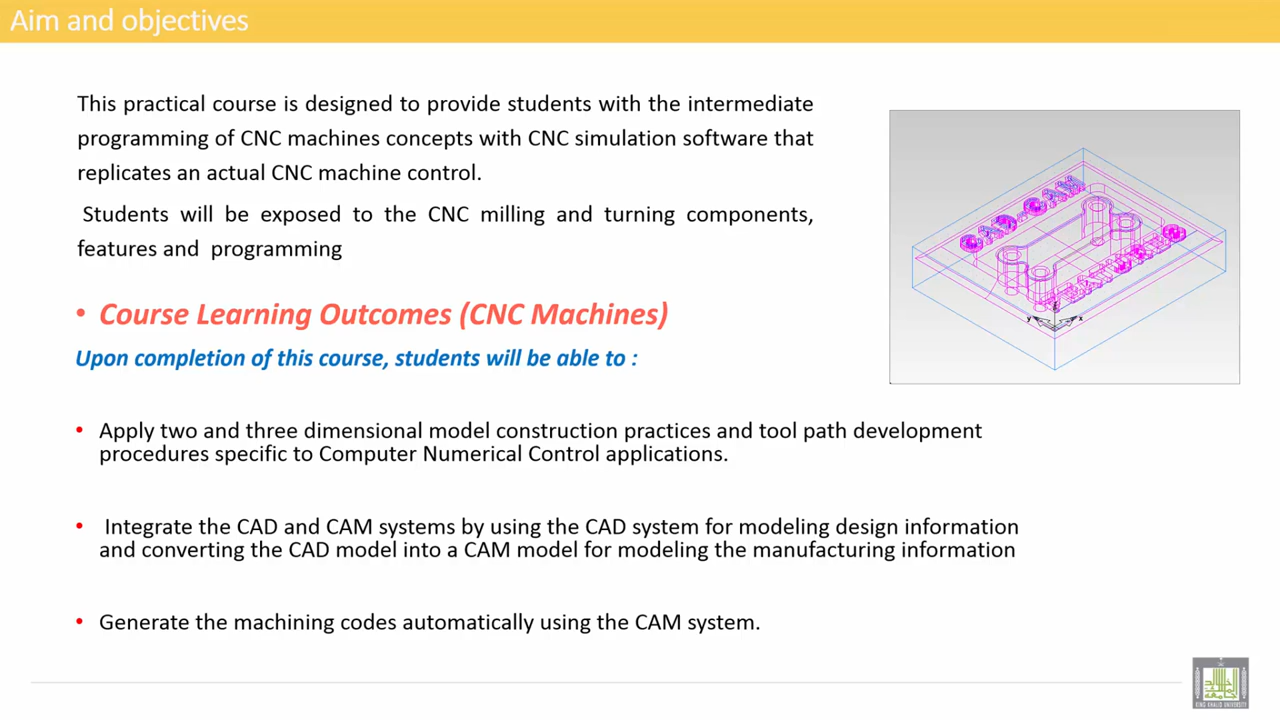 Aim and objectives
This practical course is designed to provide students with the intermediate
programming of CNC machines concepts with CNC simulation software that
replicates an actual CNC machine control.
Students will be exposed to the CNC milling and turning components,
features and programming
• Course Learning Outcomes (CNC Machines)
Upon completion of this course, students will be able to :
• Apply two and three dimensional model construction practices and tool path development
procedures specific to Computer Numerical Control applications.
• Integrate the CAD and CAM systems by using the CAD system for modeling design information
and converting the CAD model into a CAM model for modeling the manufacturing information
• Generate the machining codes automatically using the CAM system.
KING KHALID UNIVERSITY